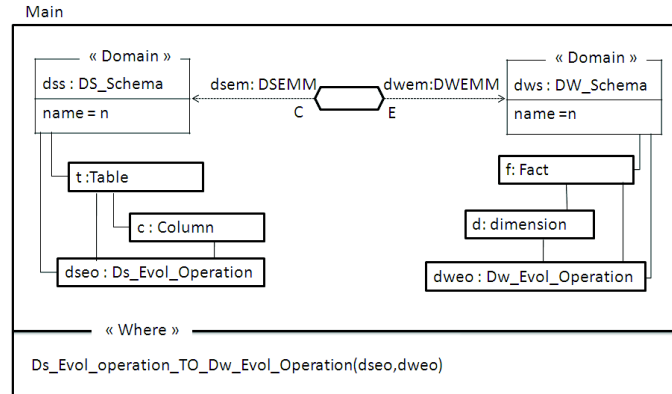 Main
« Domain »
dss : DS_Schema
name = n
dsem: DSEMM
C
dwem:DWEMM
E
« Domain »
dws : DW_Schema
name =n
t :Table
c : Column
dseo : Ds_Evol_Operation
f: Fact
d: dimension
dweo : Dw_Evol_Operation
« Where »
Ds_Evol_operation_TO_Dw_Evol_Operation(dseo,dweo)